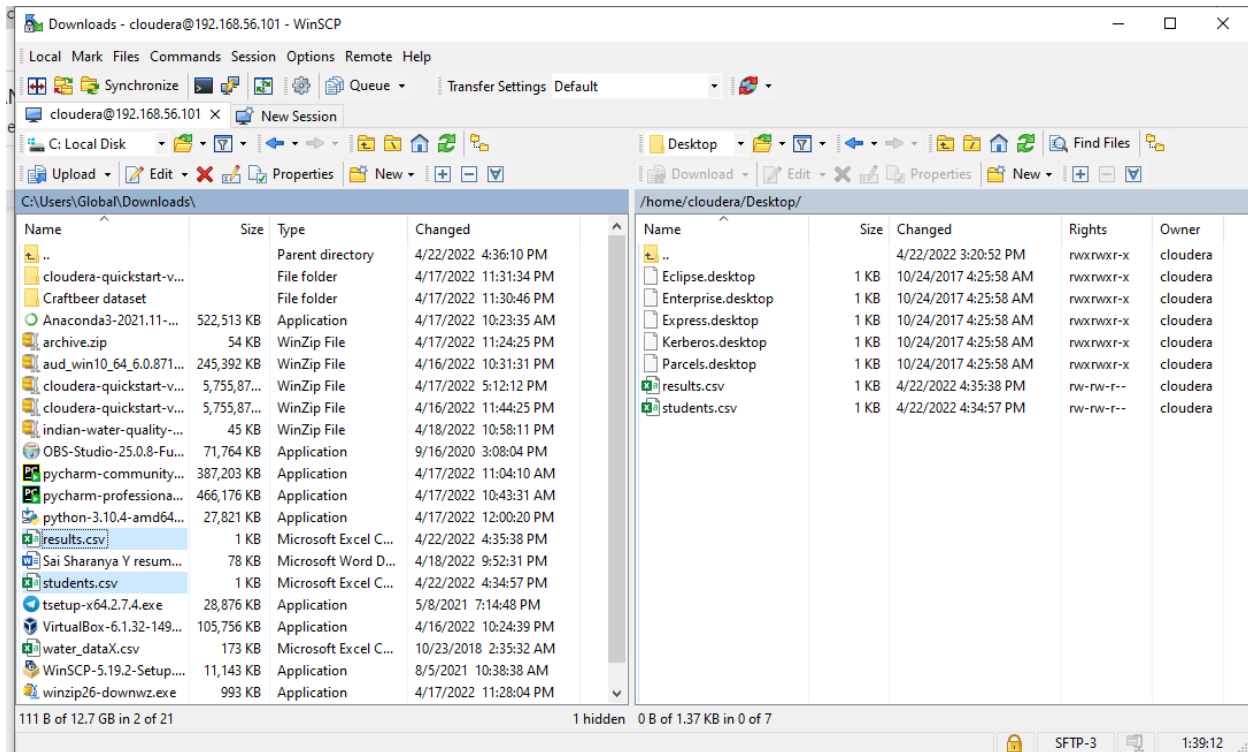 Downloads - cloudera@192.168.56.101 - WinSCP
Local Mark Files Commands Session Options Remote Help
Synchronize Queue Transfer Settings Default
cloudera@192.168.56.101 New Session
C: Local Disk
Upload Edit Properties New
C:\Users\Global\Downloads\
Name Size Type Changed
.. Parent directory 4/22/2022 4:36:10 PM
cloudera-quickstart-v... File folder 4/17/2022 11:31:34 PM
Craftbeer dataset File folder 4/17/2022 11:30:46 PM
Anaconda3-2021.11-... 522,513 KB Application 4/17/2022 10:23:35 AM
archive.zip 54 KB WinZip File 4/17/2022 11:24:25 PM
aud_win10_64_6.0.871... 245,392 KB WinZip File 4/16/2022 10:31:31 PM
cloudera-quickstart-v... 5,755,87... WinZip File 4/17/2022 5:12:12 PM
cloudera-quickstart-v... 5,755,87... WinZip File 4/16/2022 11:44:25 PM
indian-water-quality-... 45 KB WinZip File 4/18/2022 10:58:11 PM
OBS-Studio-25.0.8-Fu... 71,764 KB Application 9/16/2020 3:08:04 PM
pycharm-community... 387,203 KB Application 4/17/2022 11:04:10 AM
pycharm-professiona... 466,176 KB Application 4/17/2022 10:43:31 AM
python-3.10.4-amd64... 27,821 KB Application 4/17/2022 12:00:20 PM
results.csv 1 KB Microsoft Excel C... 4/22/2022 4:35:38 PM
Sai Sharanya Y resum... 78 KB Microsoft Word D... 4/18/2022 9:52:31 PM
students.csv 1 KB Microsoft Excel C... 4/22/2022 4:34:57 PM
tsetup-x64.2.7.4.exe 28,876 KB Application 5/8/2021 7:14:48 PM
VirtualBox-6.1.32-149... 105,756 KB Application 4/16/2022 10:24:39 PM
water_dataX.csv 173 KB Microsoft Excel C... 10/23/2018 2:35:32 AM
WinSCP-5.19.2-Setup.... 11,143 KB Application 8/5/2021 10:38:38 AM
winzip26-downwz.exe 993 KB Application 4/17/2022 11:28:04 PM
111 B of 12.7 GB in 2 of 21 1 hidden
Desktop Find Files
Download Edit Properties New
/home/cloudera/Desktop/
Name Size Changed Rights Owner
.. 4/22/2022 3:20:52 PM rwxrwxr-x cloudera
Eclipse.desktop 1 KB 10/24/2017 4:25:58 AM rwxrwxr-x cloudera
Enterprise.desktop 1 KB 10/24/2017 4:25:58 AM rwxrwxr-x cloudera
Express.desktop 1 KB 10/24/2017 4:25:58 AM rwxrwxr-x cloudera
Kerberos.desktop 1 KB 10/24/2017 4:25:58 AM rwxrwxr-x cloudera
Parcels.desktop 1 KB 10/24/2017 4:25:58 AM rwxrwxr-x cloudera
results.csv 1 KB 4/22/2022 4:35:38 PM rw-rw-r-- cloudera
students.csv 1 KB 4/22/2022 4:34:57 PM rw-rw-r-- cloudera
0 B of 1.37 KB in 0 of 7
SFTP-3 1:39:12